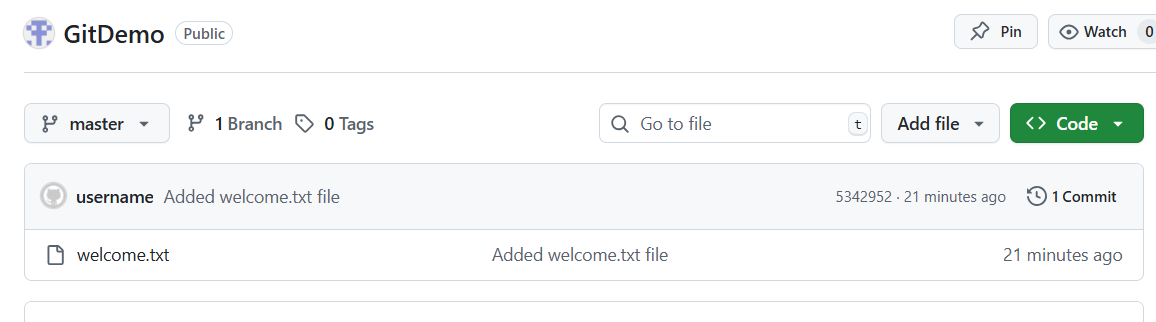 GitDemo Public Pin Watch 0
master 1 Branch 0 Tags Go to file t Add file Code
username Added welcome.txt file 5342952 · 21 minutes ago 1 Commit
welcome.txt Added welcome.txt file 21 minutes ago